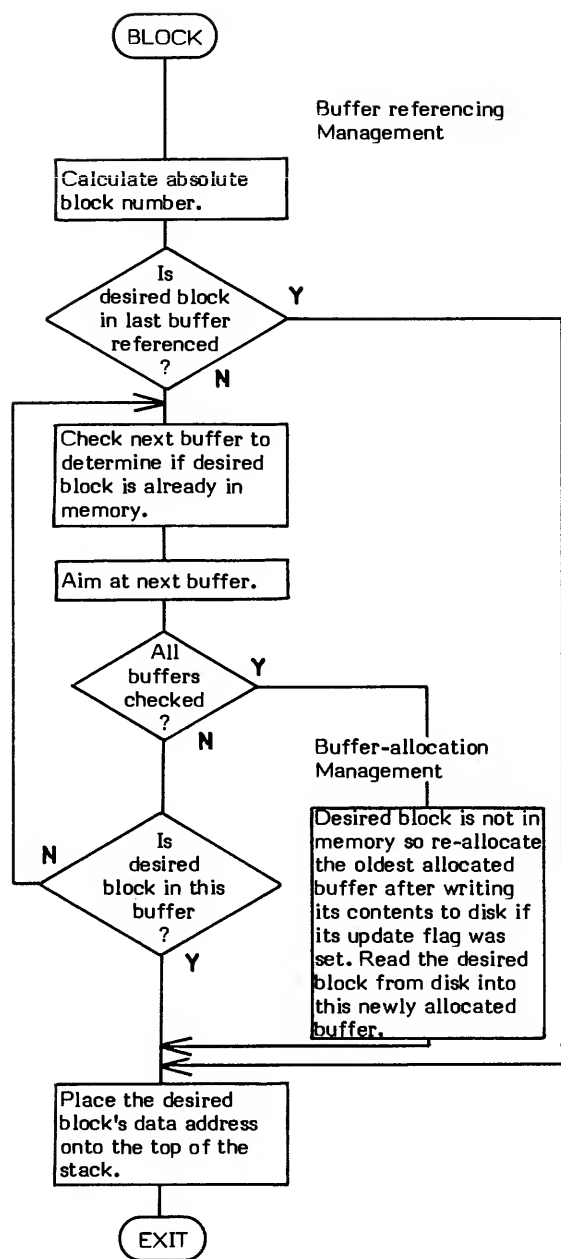 BLOCK
Buffer referencing
Management
Calculate absolute
block number.
Is
desired block
in last buffer
referenced
?
Y
N
Check next buffer to
determine if desired
block is already in
memory.
Aim at next buffer.
All
buffers
checked
?
Y
N
Buffer-allocation
Management
Desired block is not in
memory so re-allocate
the oldest allocated
buffer after writing
its contents to disk if
its update flag was
set. Read the desired
block from disk into
this newly allocated
buffer.
N
Is
desired
block in this
buffer
?
Y
Place the desired
block's data address
onto the top of the
stack.
EXIT